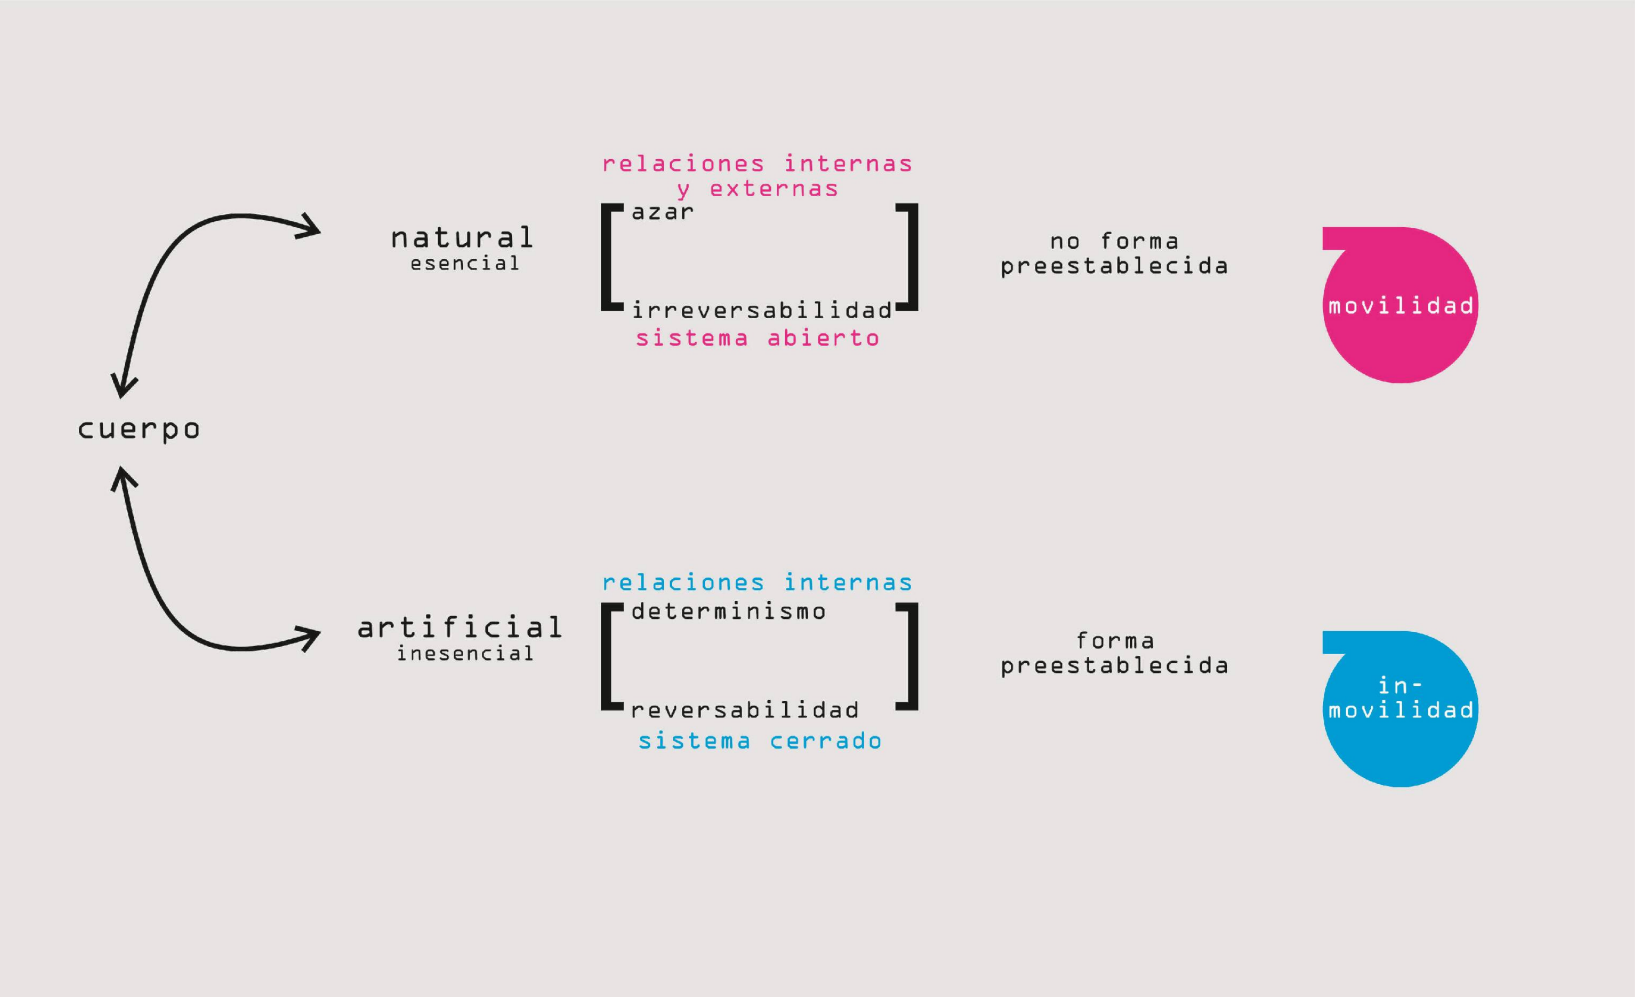 cuerpo
natural
esencial
relaciones internas
y externas
azar
irreversabilidad
sistema abierto
no forma
preestablecida
movilidad
artificial
inesencial
relaciones internas
determinismo
reversabilidad
sistema cerrado
forma
preestablecida
in-
movilidad